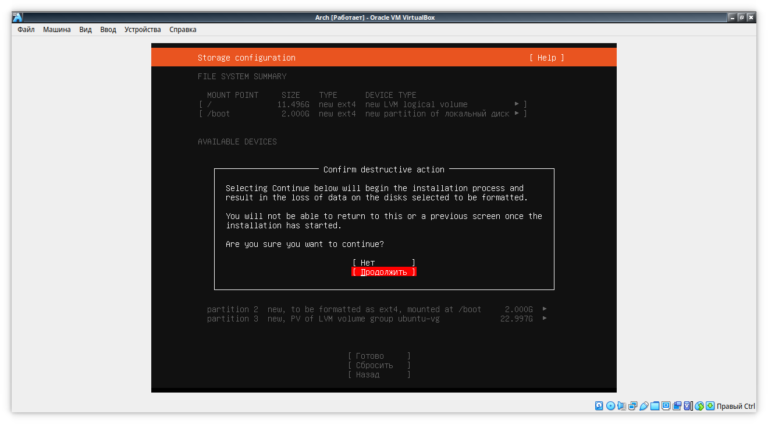 Arch [Работает] - Oracle VM VirtualBox
Файл Машина Вид Ввод Устройства Справка
Storage configuration [ Help ]
FILE SYSTEM SUMMARY
MOUNT POINT SIZE TYPE DEVICE TYPE
[ / 11.496G new ext4 new LVM logical volume ▸ ]
[ /boot 2.000G new ext4 new partition of локальный диск ▸ ]
AVAILABLE DEVICES
Confirm destructive action
Selecting Continue below will begin the installation process and
result in the loss of data on the disks selected to be formatted.
You will not be able to return to this or a previous screen once the
installation has started.
Are you sure you want to continue?
[ Нет ]
[ Продолжить ]
partition 2 new, to be formatted as ext4, mounted at /boot 2.000G ▸
partition 3 new, PV of LVM volume group ubuntu-vg 22.997G ▸
[ Готово ]
[ Сбросить ]
[ Назад ]
Правый Ctrl